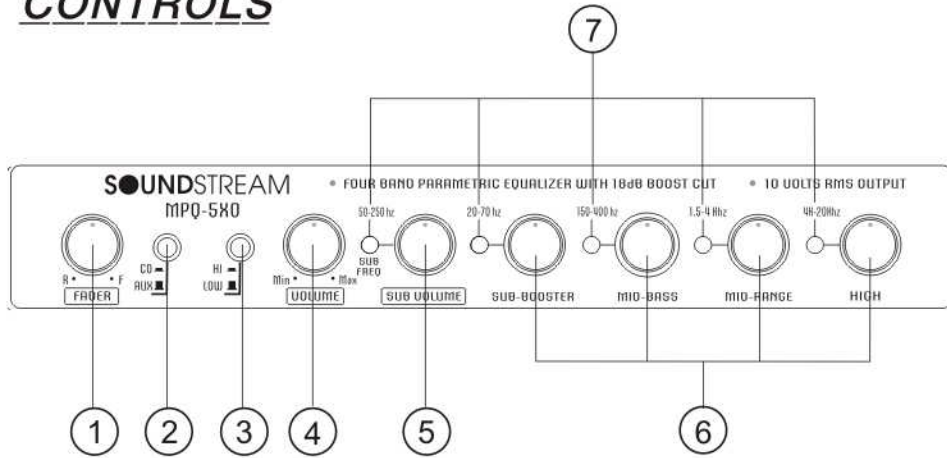 CONTROLS
7
SOUNDSTREAM • FOUR BAND PARAMETRIC EQUALIZER WITH 18dB BOOST CUT • 10 VOLTS RMS OUTPUT
MPQ-5XO
50-250 hz 20-70 hz 150-400 hz 1.5-4 Khz 4K-20Khz
SUB
FREQ
R • • F CD HI Min • • Max
AUX LOW
FADER VOLUME SUB VOLUME SUB-BOOSTER MID-BASS MID-RANGE HIGH
1 2 3 4 5 6